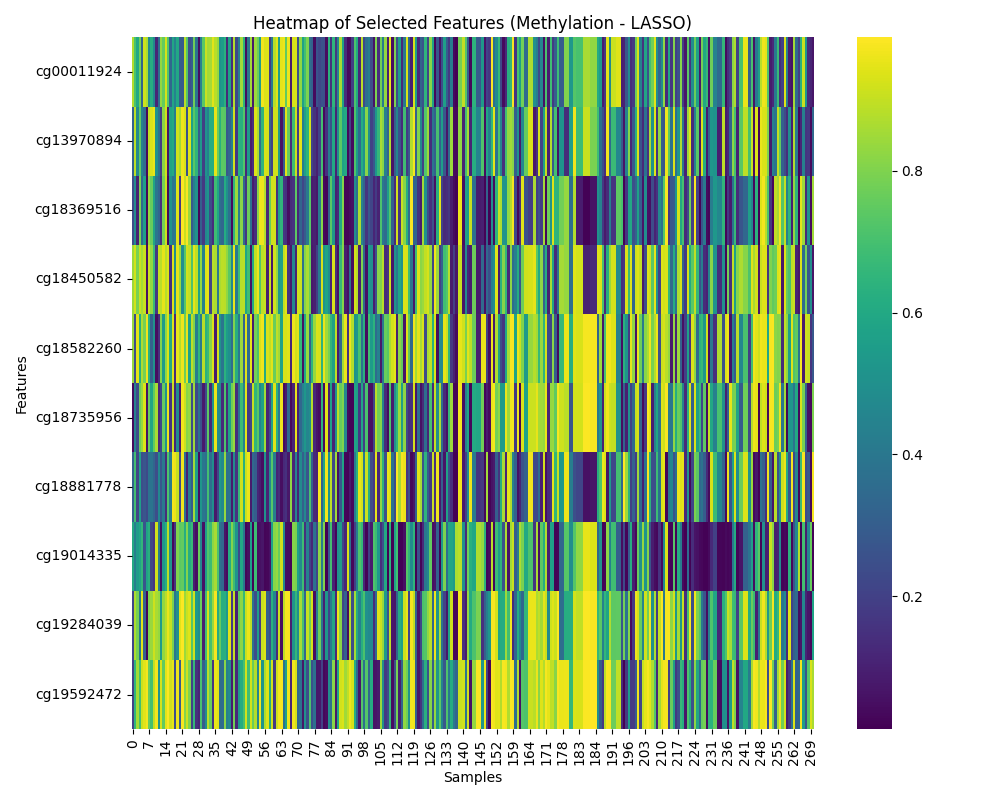 Heatmap of Selected Features (Methylation - LASSO)
Features
cg00011924
cg13970894
cg18369516
cg18450582
cg18582260
cg18735956
cg18881778
cg19014335
cg19284039
cg19592472
0 7 14 21 28 35 42 49 56 63 70 77 84 91 98 105 112 119 126 133 140 145 152 159 164 171 178 183 184 191 196 203 210 217 224 231 236 241 248 255 262 269
Samples
0.8
0.6
0.4
0.2